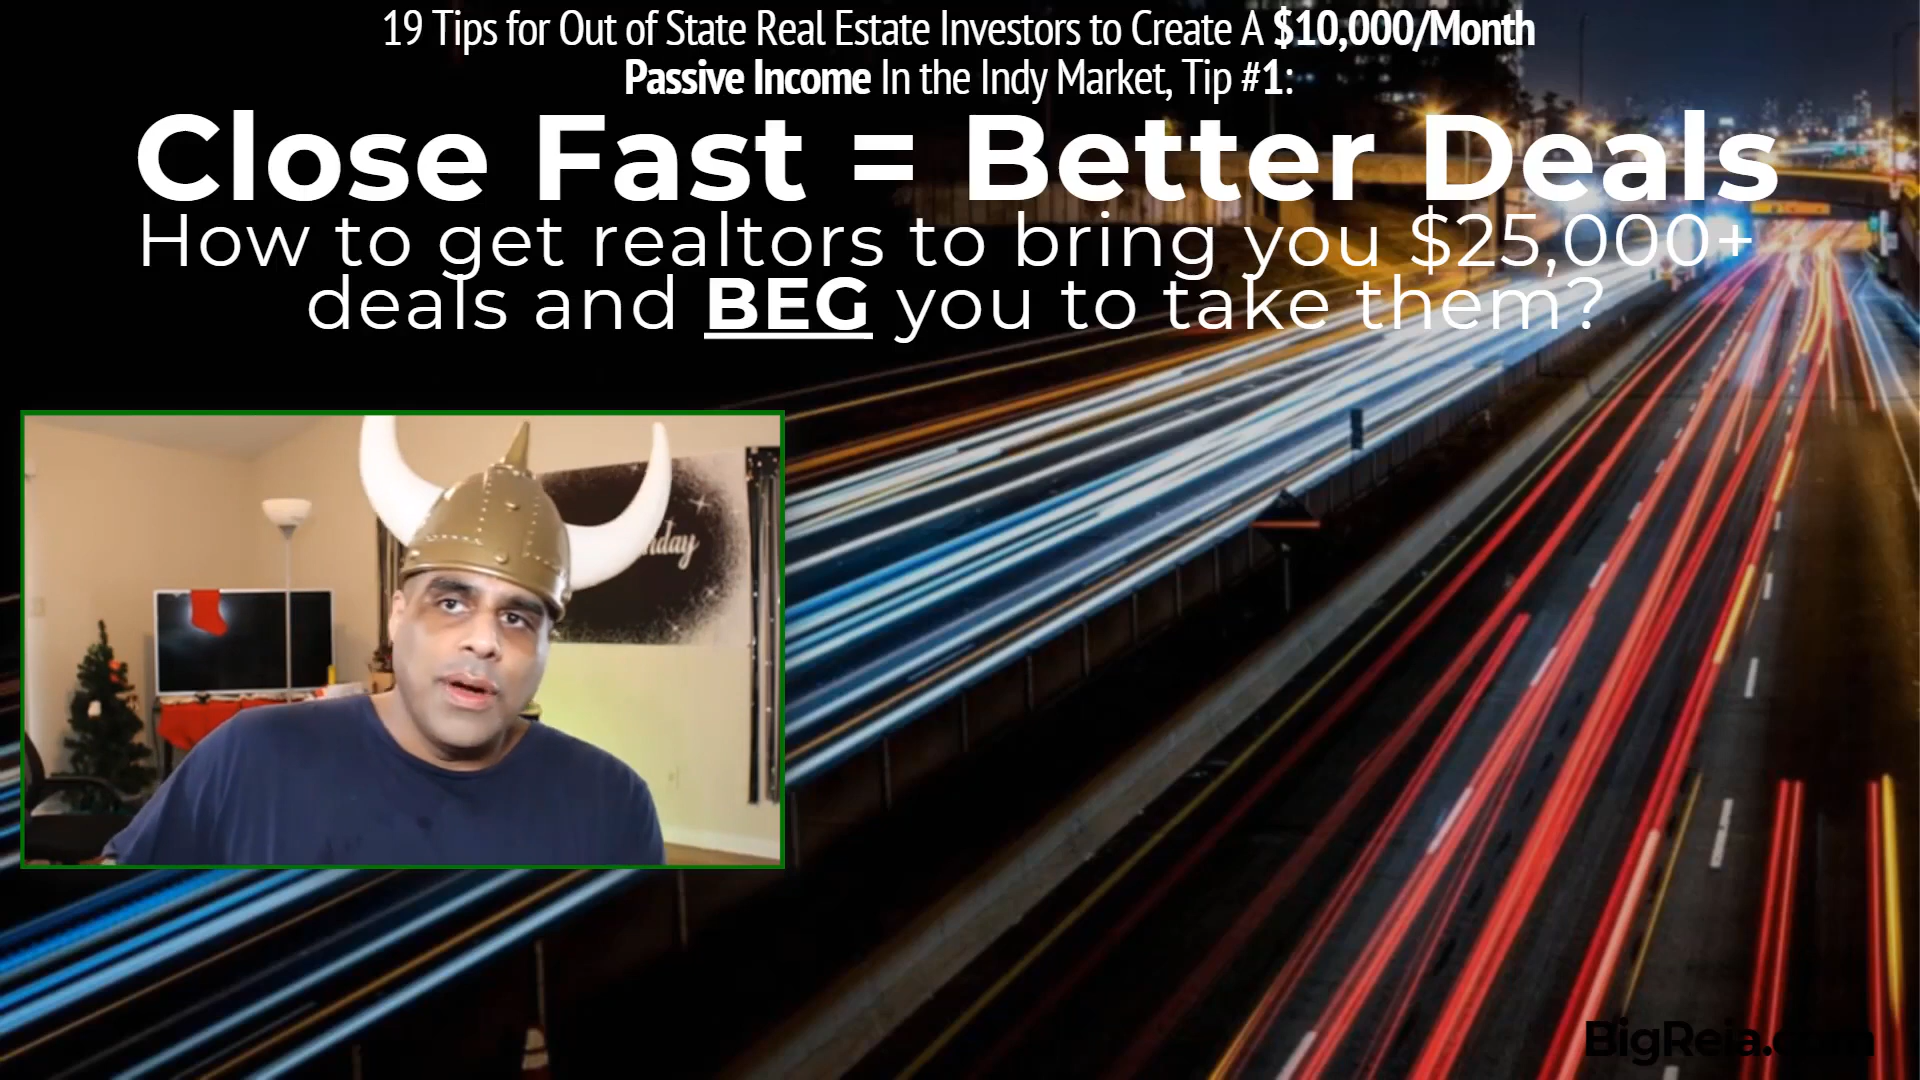 19 Tips for Out of State Real Estate Investors to Create A $10,000/Month
Passive Income In the Indy Market, Tip #1:
Close Fast = Better Deals
How to get realtors to bring you $25,000+
deals and BEG you to take them?
BigReia.com